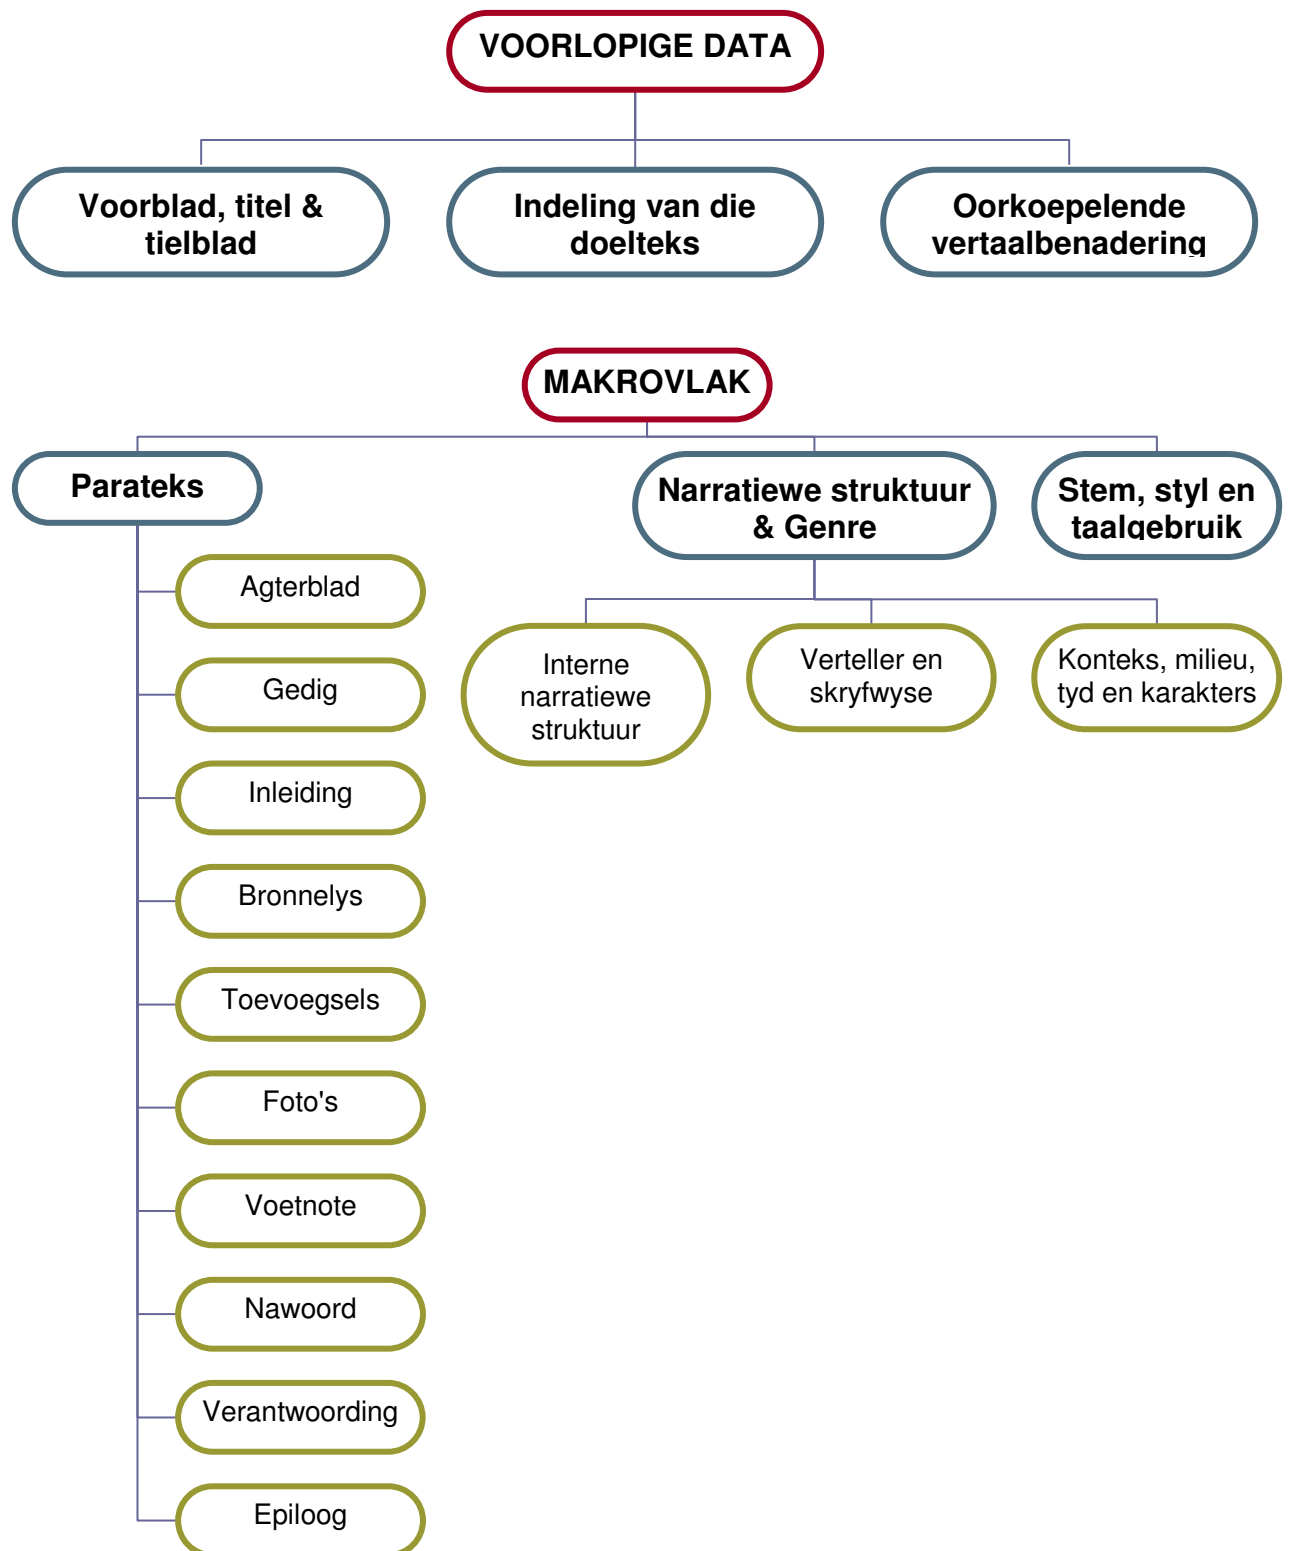 VOORLOPIGE DATA
Voorblad, titel &
tielblad
Indeling van die
doelteks
Oorkoepelende
vertaalbenadering
MAKROVLAK
Parateks
Narratiewe struktuur
& Genre
Stem, styl en
taalgebruik
Agterblad
Gedig
Inleiding
Bronnelys
Toevoegsels
Foto's
Voetnote
Nawoord
Verantwoording
Epiloog
Interne
narratiewe
struktuur
Verteller en
skryfwyse
Konteks, milieu,
tyd en karakters